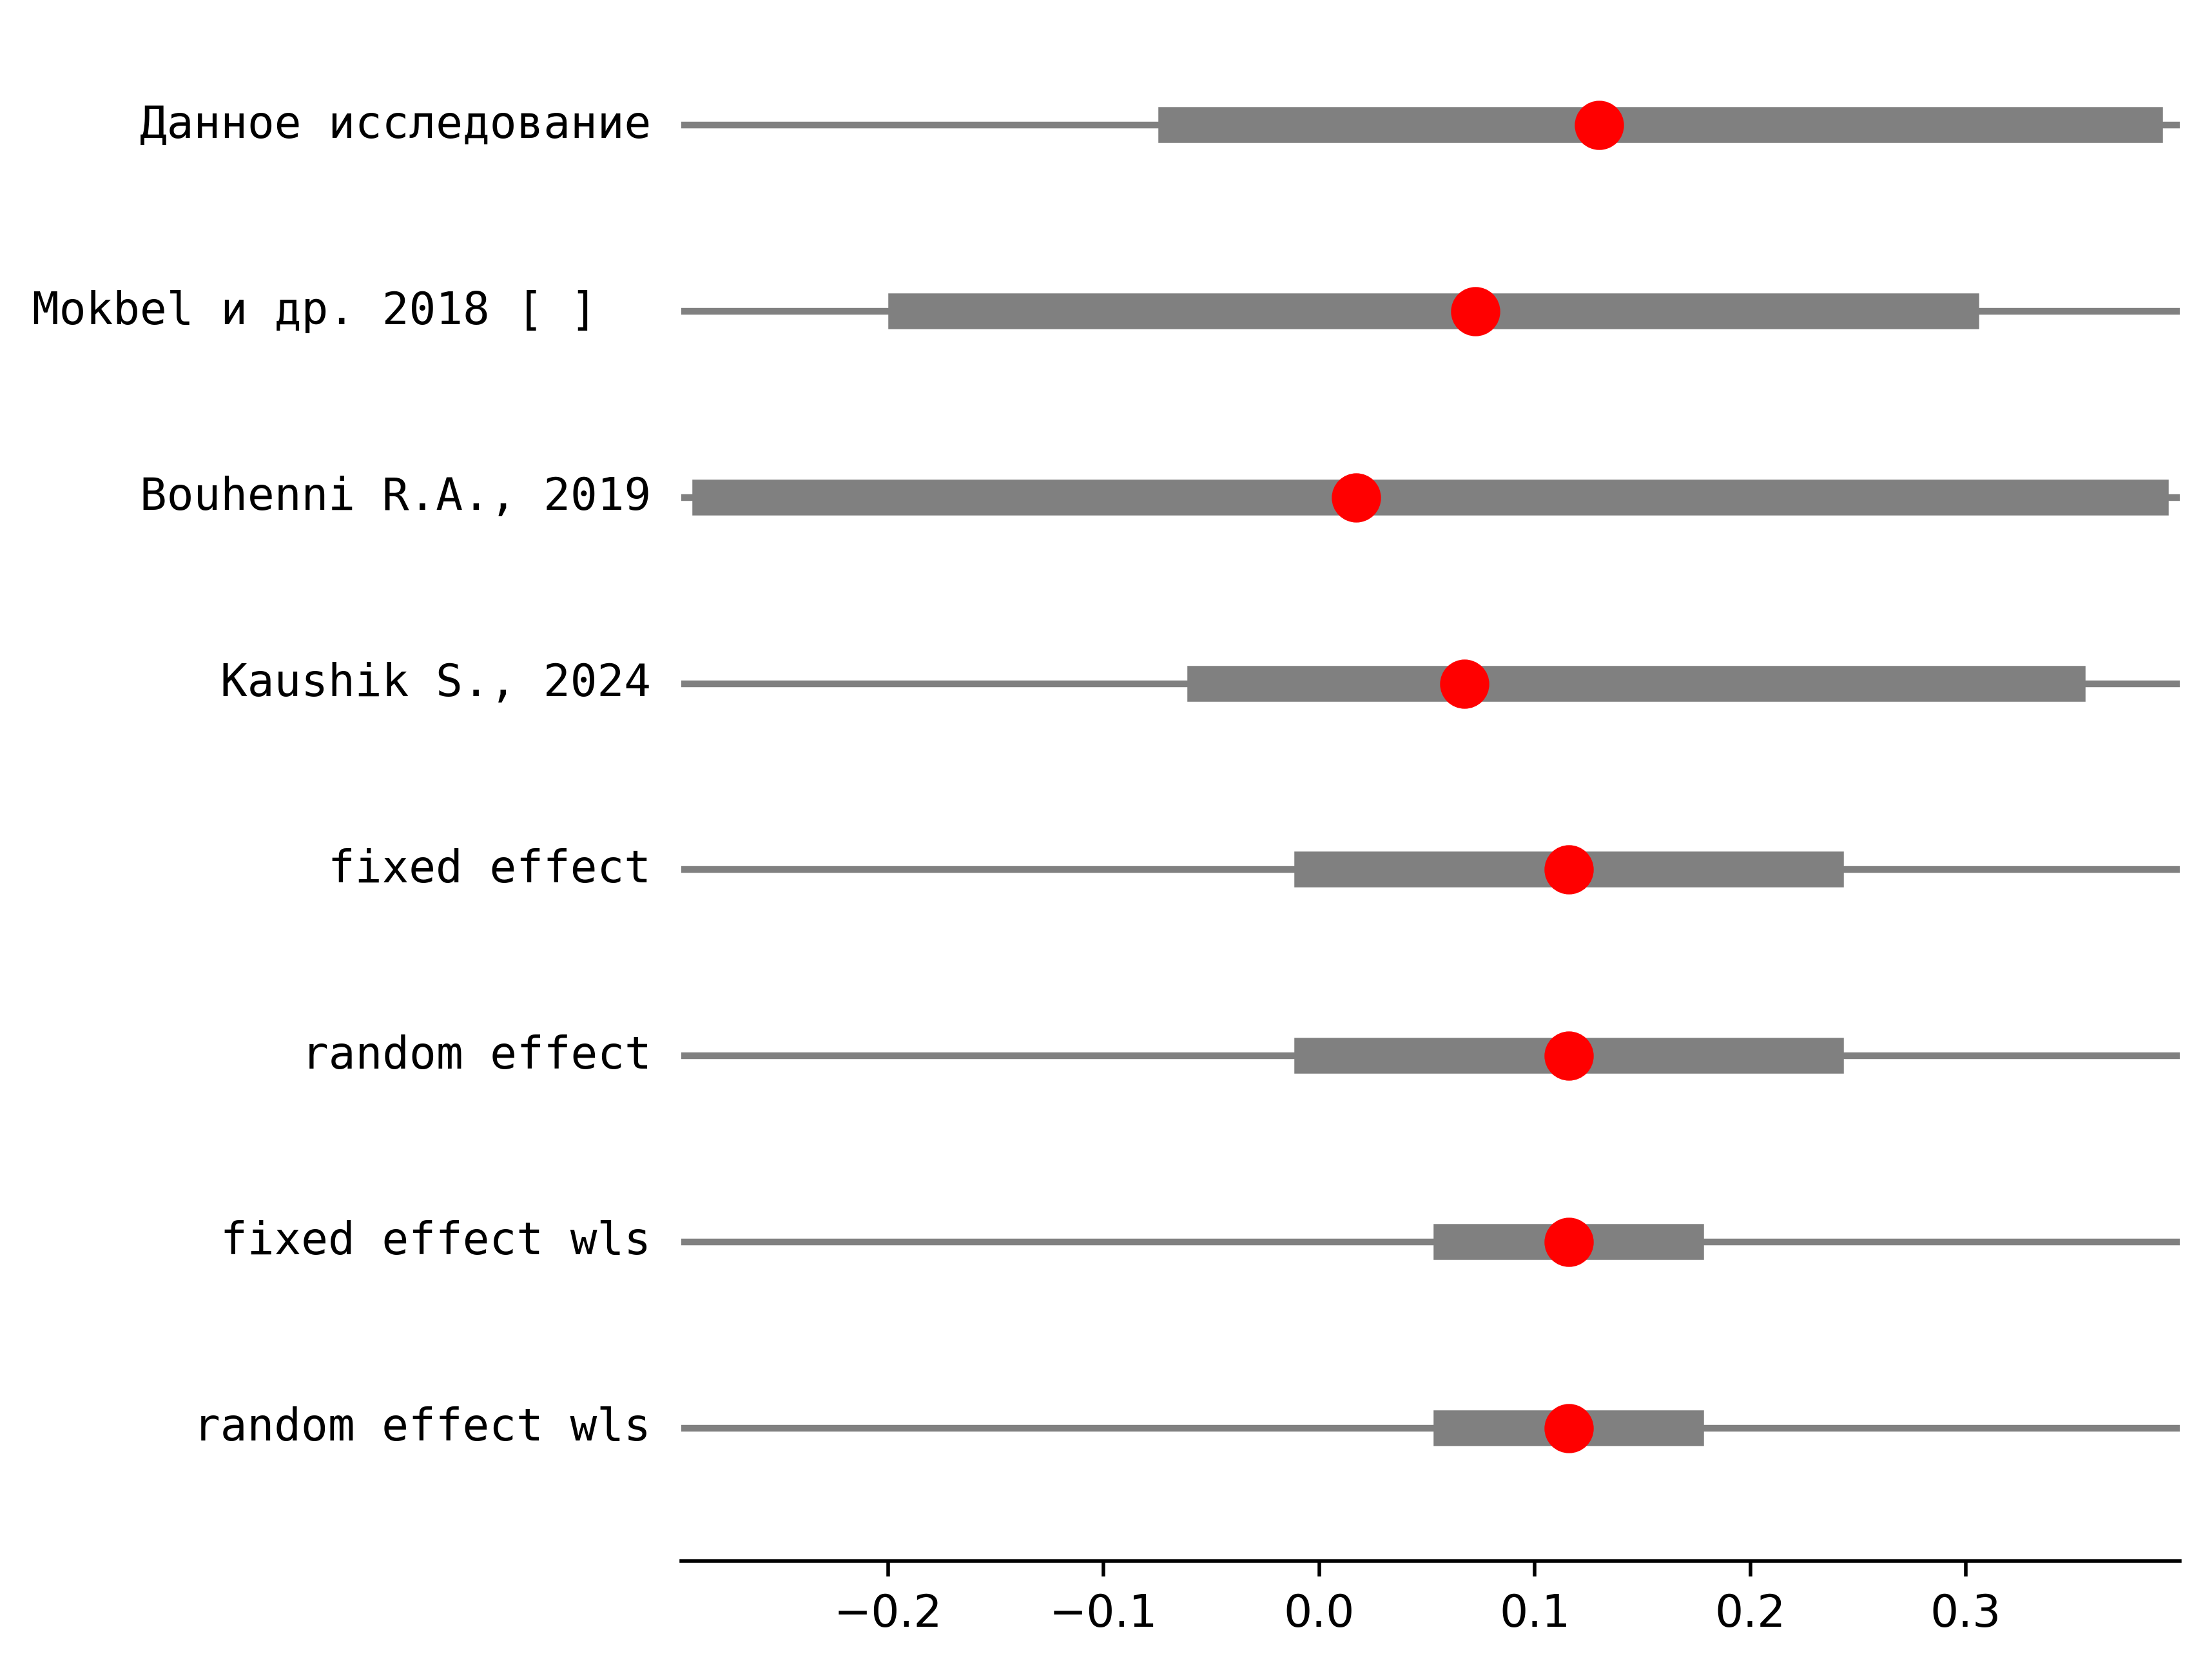 Данное исследование
Mokbel и др. 2018 [ ]
Bouhenni R.A., 2019
Kaushik S., 2024
fixed effect
random effect
fixed effect wls
random effect wls
−0.2 −0.1 0.0 0.1 0.2 0.3